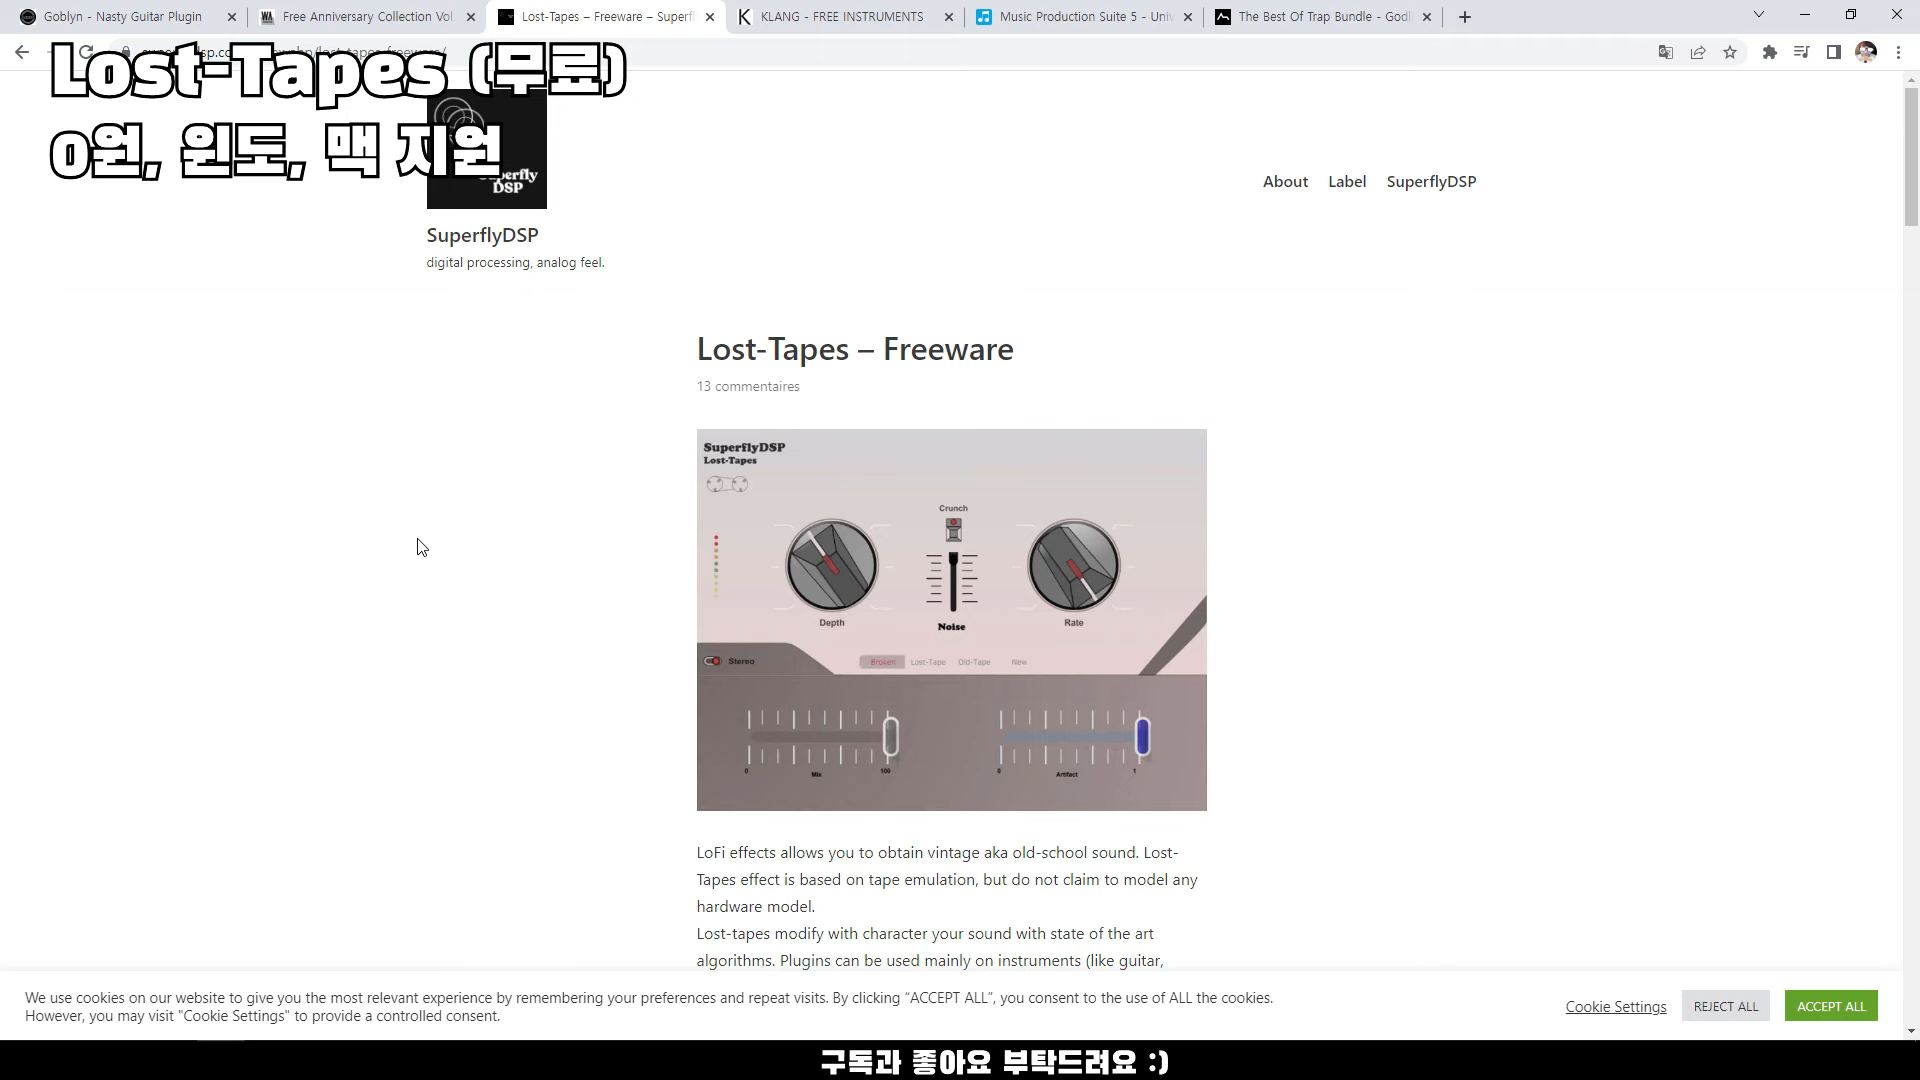 Goblyn - Nasty Guitar Plugin
Free Anniversary Collection Vol.
Lost-Tapes – Freeware – Superfl
KLANG - FREE INSTRUMENTS
Music Production Suite 5 - Univ
The Best Of Trap Bundle - Godli
Lost-Tapes (무료)
0원, 윈도, 맥 지원
DSP
About Label SuperflyDSP
SuperflyDSP
digital processing, analog feel.
Lost-Tapes – Freeware
13 commentaires
SuperflyDSP
Lost-Tapes
Crunch
Depth
Noise
Rate
Stereo
Broken Lost-Tape Old-Tape New
0 Mix 100
0 Artifact 1
LoFi effects allows you to obtain vintage aka old-school sound. Lost-
Tapes effect is based on tape emulation, but do not claim to model any
hardware model.
Lost-tapes modify with character your sound with state of the art
algorithms. Plugins can be used mainly on instruments (like guitar,
We use cookies on our website to give you the most relevant experience by remembering your preferences and repeat visits. By clicking “ACCEPT ALL”, you consent to the use of ALL the cookies.
However, you may visit "Cookie Settings" to provide a controlled consent.
Cookie Settings
REJECT ALL
ACCEPT ALL
구독과 좋아요 부탁드려요 :)